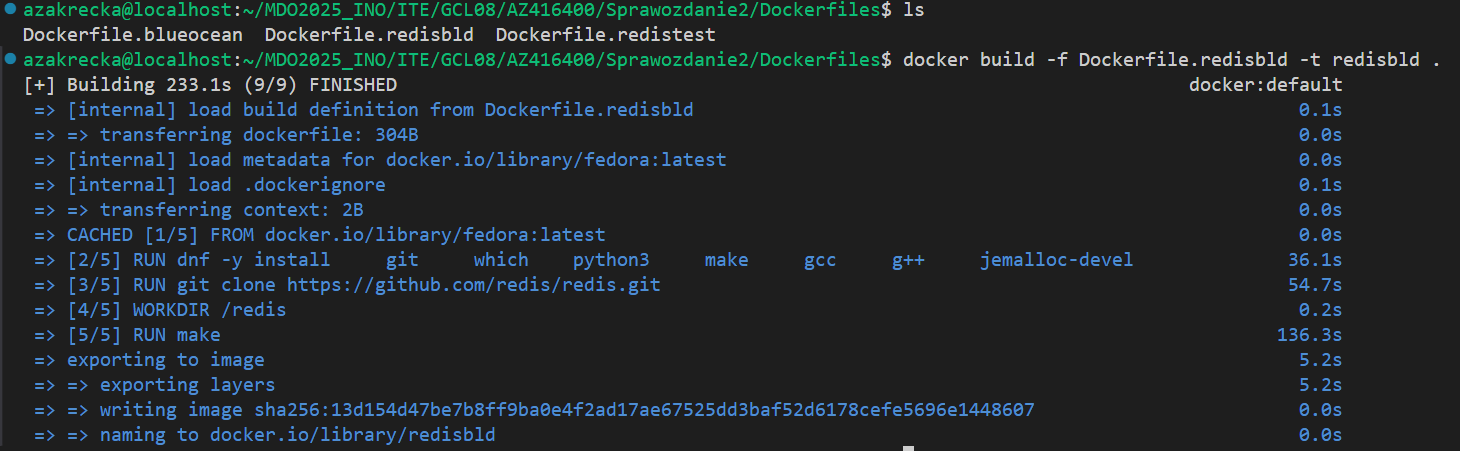 azakrecka@localhost:~/MDO2025_INO/ITE/GCL08/AZ416400/Sprawozdanie2/Dockerfiles$ ls
Dockerfile.blueocean  Dockerfile.redisbld  Dockerfile.redistest
azakrecka@localhost:~/MDO2025_INO/ITE/GCL08/AZ416400/Sprawozdanie2/Dockerfiles$ docker build -f Dockerfile.redisbld -t redisbld .
[+] Building 233.1s (9/9) FINISHED docker:default
=> [internal] load build definition from Dockerfile.redisbld 0.1s
=> => transferring dockerfile: 304B 0.0s
=> [internal] load metadata for docker.io/library/fedora:latest 0.0s
=> [internal] load .dockerignore 0.1s
=> => transferring context: 2B 0.0s
=> CACHED [1/5] FROM docker.io/library/fedora:latest 0.0s
=> [2/5] RUN dnf -y install     git     which     python3     make     gcc     g++     jemalloc-devel 36.1s
=> [3/5] RUN git clone https://github.com/redis/redis.git 54.7s
=> [4/5] WORKDIR /redis 0.2s
=> [5/5] RUN make 136.3s
=> exporting to image 5.2s
=> => exporting layers 5.2s
=> => writing image sha256:13d154d47be7b8ff9ba0e4f2ad17ae67525dd3baf52d6178cefe5696e1448607 0.0s
=> => naming to docker.io/library/redisbld 0.0s